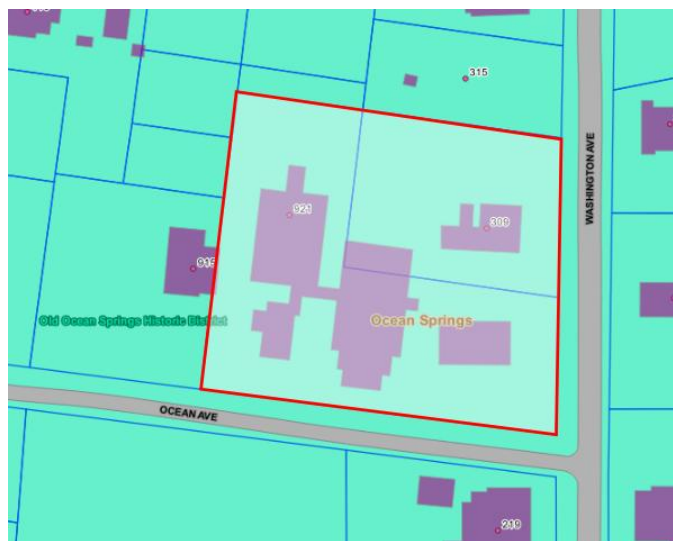 315
WASHINGTON AVE
921
309
915
Old Ocean Springs Historic District
Ocean Springs
OCEAN AVE
219